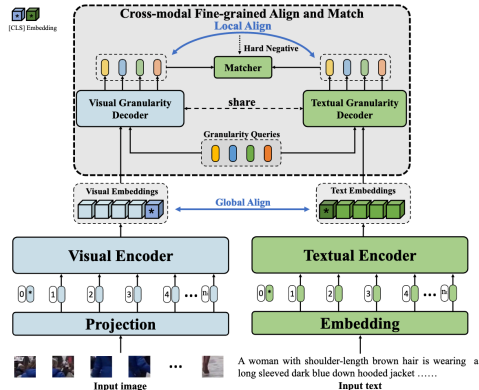 Cross-modal Fine-grained Align and Match
[CLS] Embedding
Local Align
Hard Negative
Matcher
Visual Granularity
Decoder
share
Textual Granularity
Decoder
Granularity Queries
Visual Embeddings
Text Embeddings
* *
Global Align
Visual Encoder
Textual Encoder
0 * 1 2 3 4 ... n
0 * 1 2 3 4 ... n
Projection
Embedding
...
A woman with shoulder-length brown hair is wearing a
long sleeved dark blue down hooded jacket ……
Input image
Input text